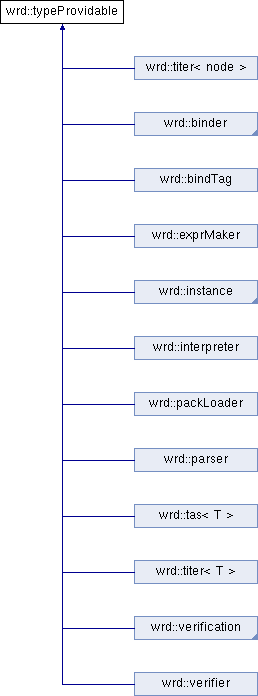 wrd::typeProvidable
wrd::titer< node >
wrd::binder
wrd::bindTag
wrd::exprMaker
wrd::instance
wrd::interpreter
wrd::packLoader
wrd::parser
wrd::tas< T >
wrd::titer< T >
wrd::verification
wrd::verifier